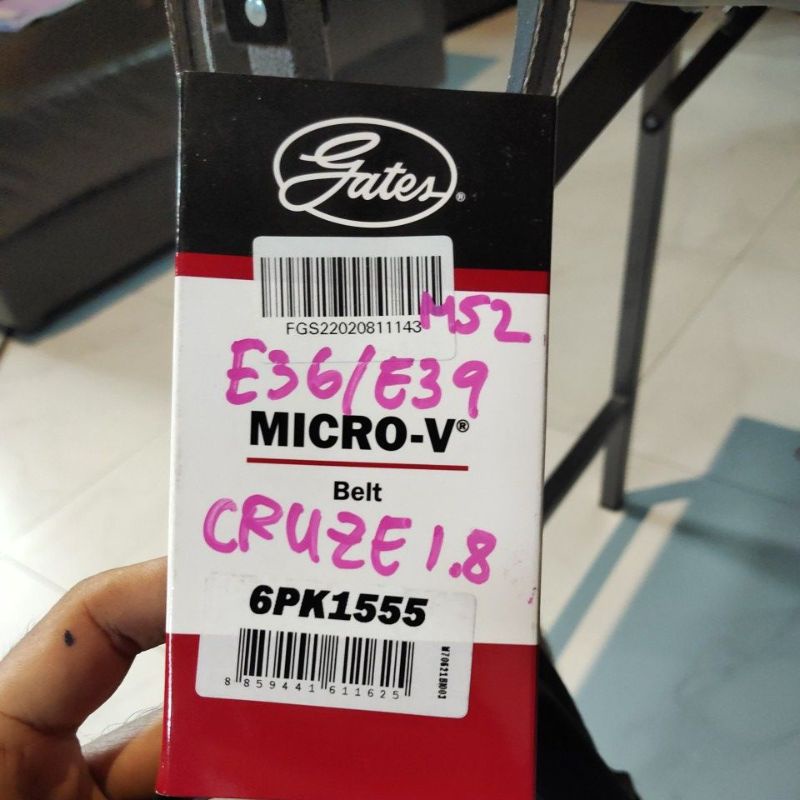 Gates®
FGS22020811143
M52
E36/E39
MICRO-V®
Belt
CRUZE 1.8
6PK1555
8 859441 611625